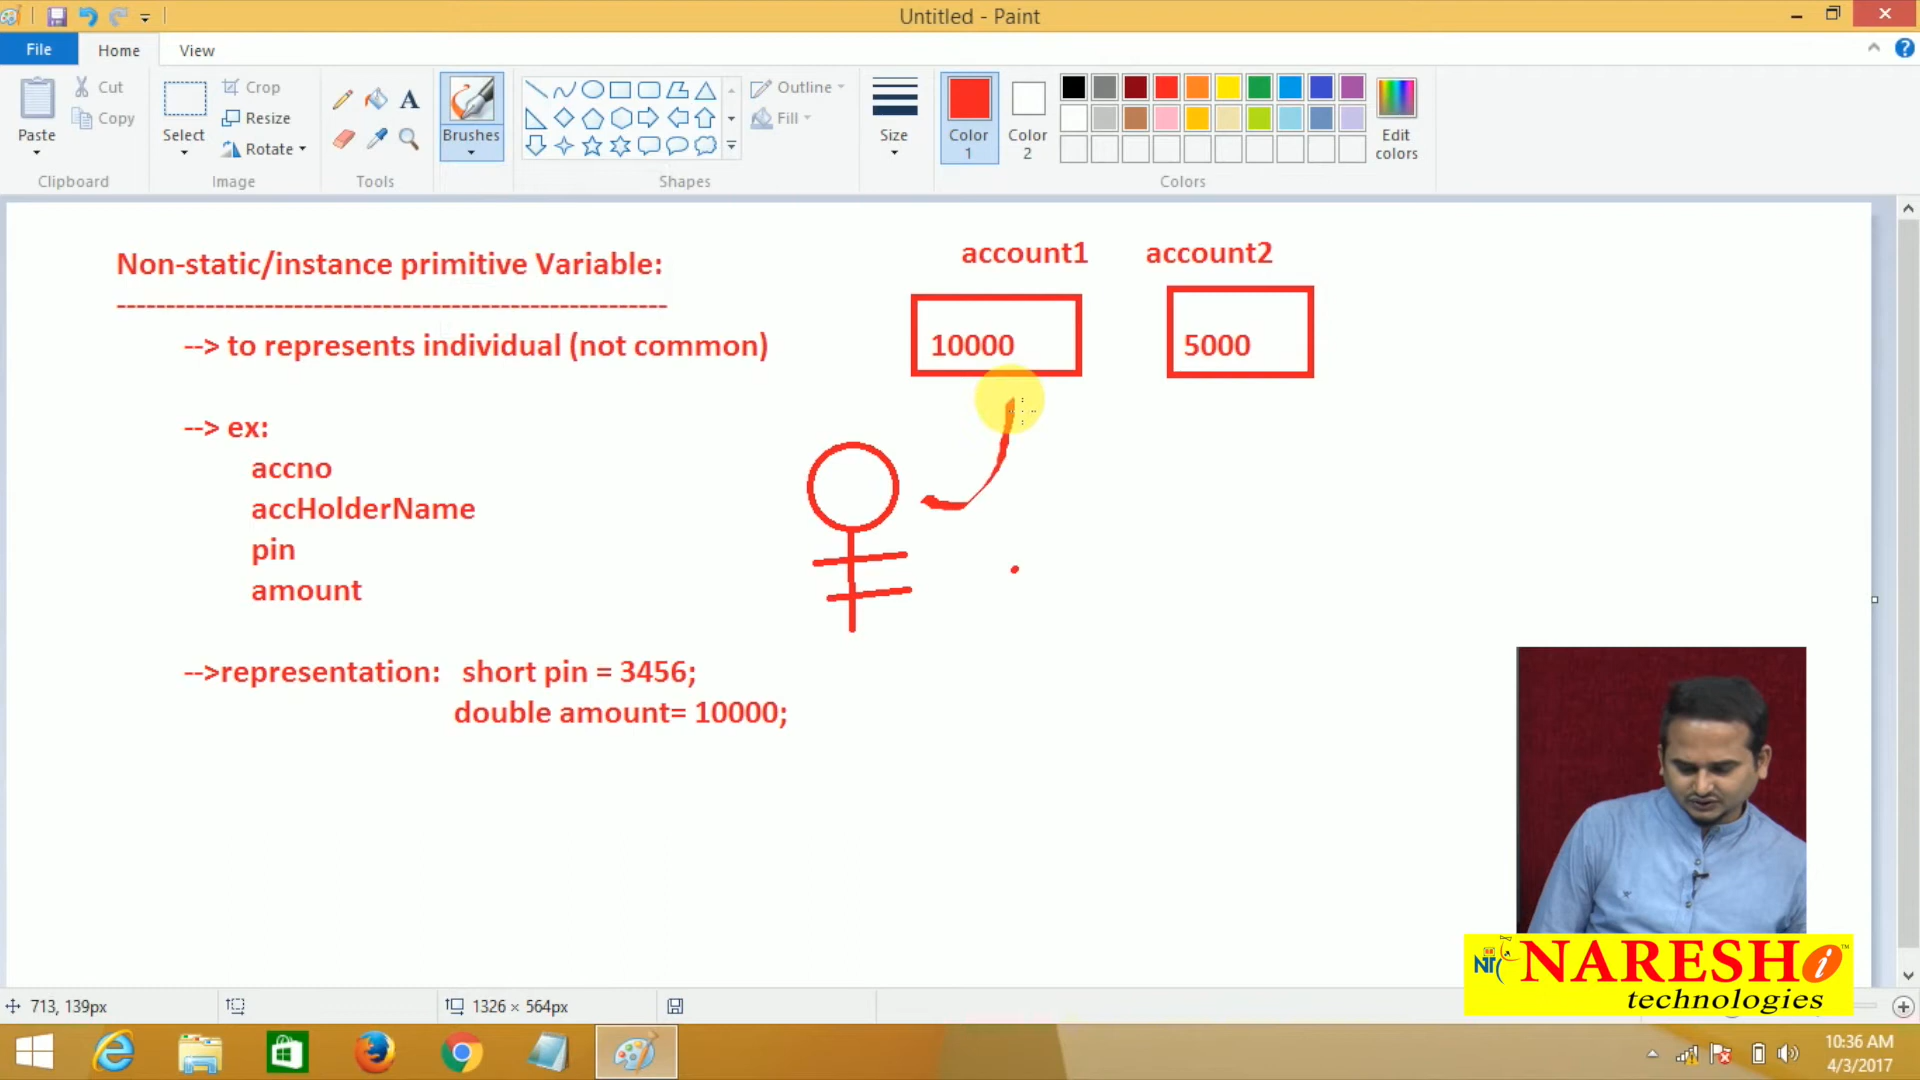 Untitled - Paint
File Home View
Paste
Cut
Copy
Clipboard
Select
Crop
Resize
Rotate
Image
Tools
Brushes
Shapes
Outline
Fill
Size
Color 1
Color 2
Edit colors
Colors
Non-static/instance primitive Variable:
------------------------------------------------------
--> to represents individual (not common)
--> ex:
accno
accHolderName
pin
amount
-->representation: short pin = 3456;
double amount= 10000;
account1 account2
10000 5000
NT
NARESH i ™
technologies
713, 139px
1326 × 564px
10:36 AM
4/3/2017